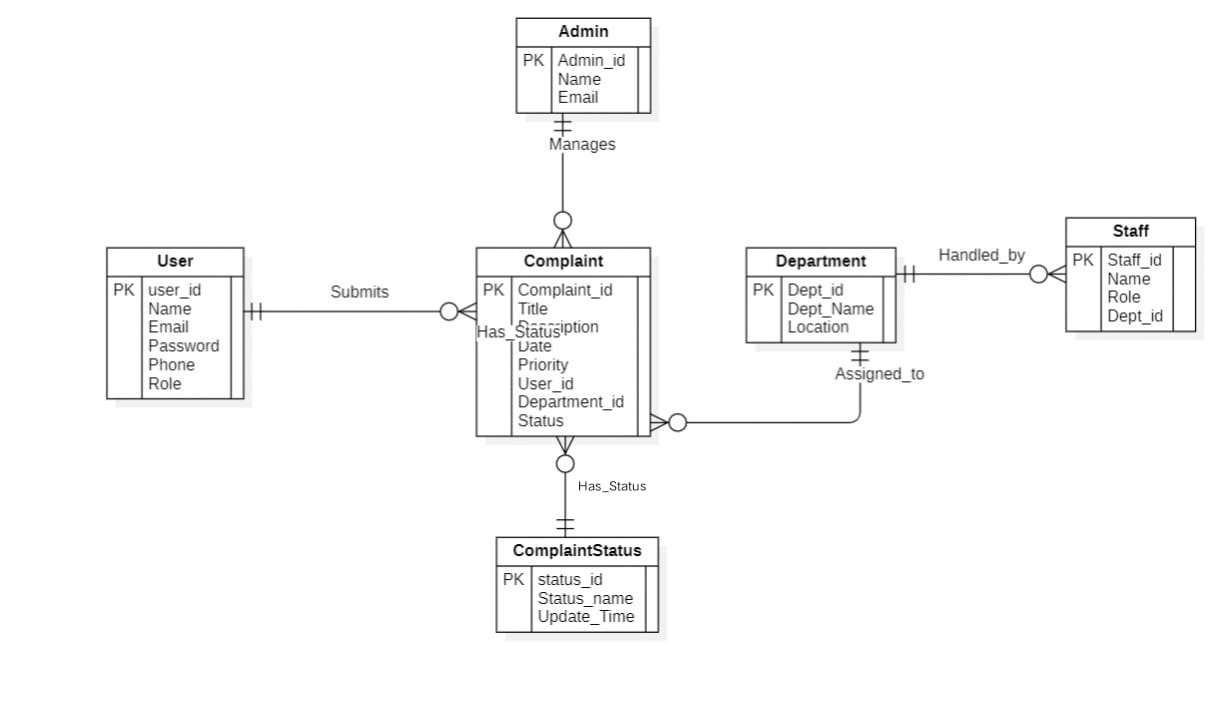 Admin
PK Admin_id
Name
Email
Manages
User
PK user_id
Name
Email
Password
Phone
Role
Submits
Complaint
PK Complaint_id
Title
Has_Status
Date
Priority
User_id
Department_id
Status
Department
PK Dept_id
Dept_Name
Location
Assigned_to
Handled_by
Staff
PK Staff_id
Name
Role
Dept_id
Has_Status
ComplaintStatus
PK status_id
Status_name
Update_Time